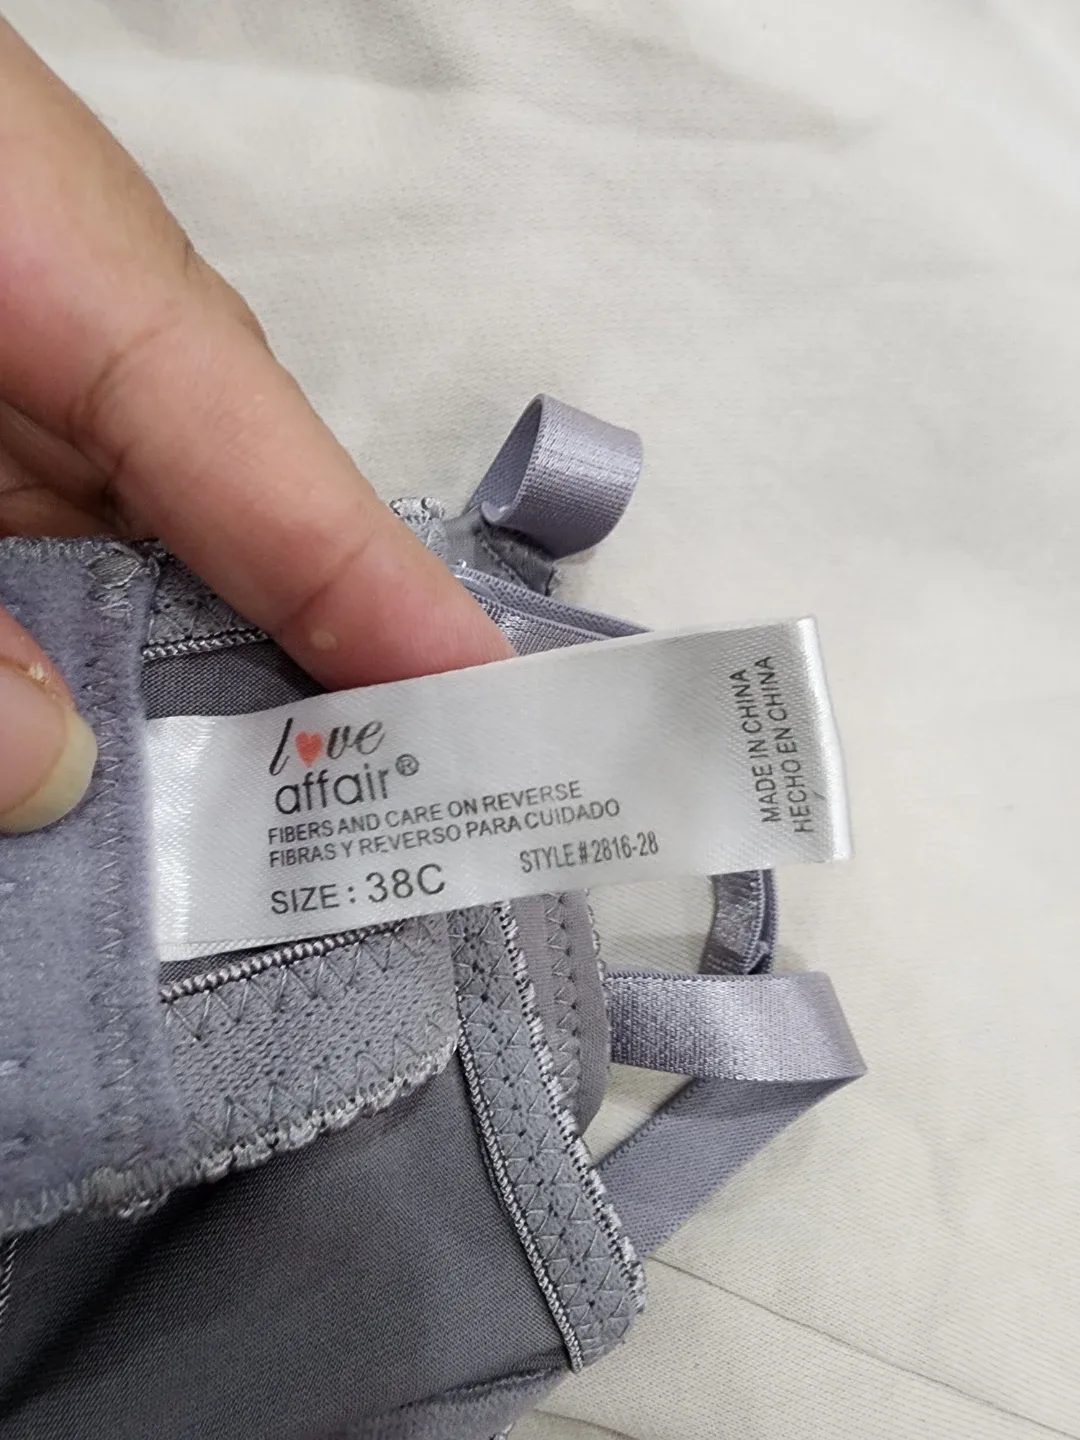 love
affair®
FIBERS AND CARE ON REVERSE
FIBRAS Y REVERSO PARA CUIDADO
SIZE : 38C
STYLE#2816-28
MADE IN CHINA
HECHO EN CHINA